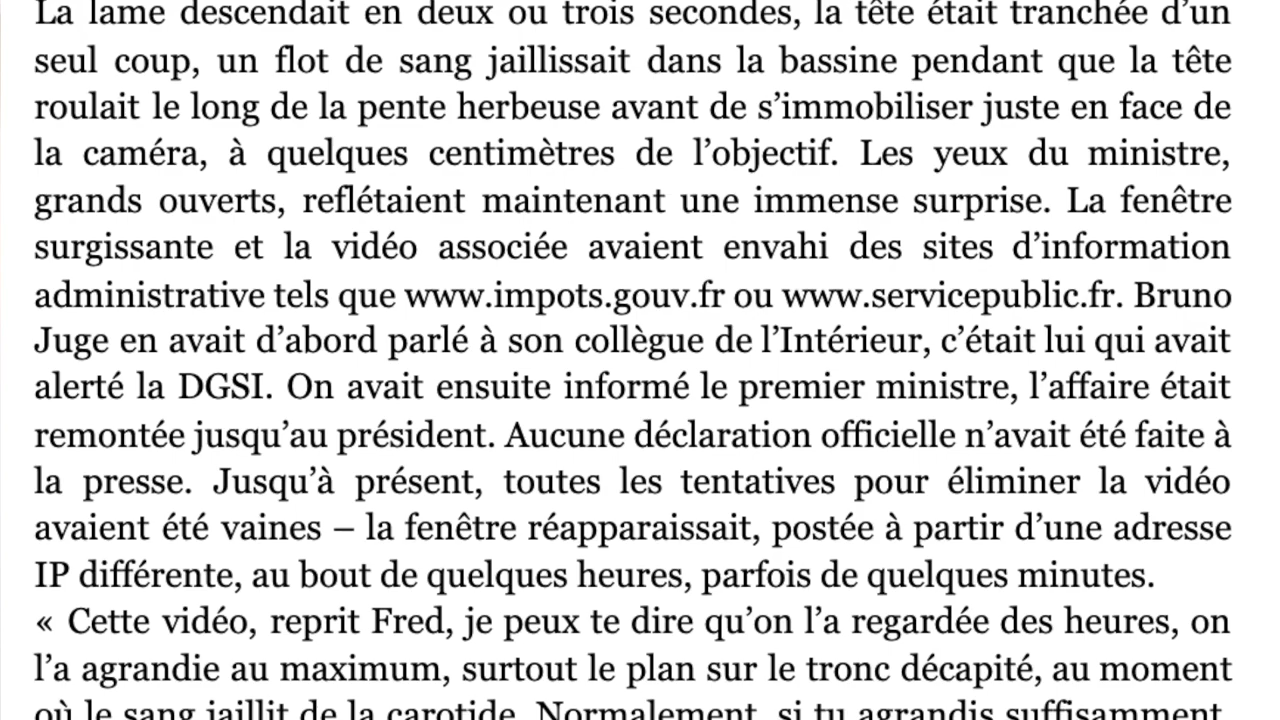 La lame descendait en deux ou trois secondes, la tête était tranchée d’un
seul coup, un flot de sang jaillissait dans la bassine pendant que la tête
roulait le long de la pente herbeuse avant de s’immobiliser juste en face de
la caméra, à quelques centimètres de l’objectif. Les yeux du ministre,
grands ouverts, reflétaient maintenant une immense surprise. La fenêtre
surgissante et la vidéo associée avaient envahi des sites d’information
administrative tels que www.impots.gouv.fr ou www.servicepublic.fr. Bruno
Juge en avait d’abord parlé à son collègue de l’Intérieur, c’était lui qui avait
alerté la DGSI. On avait ensuite informé le premier ministre, l’affaire était
remontée jusqu’au président. Aucune déclaration officielle n’avait été faite à
la presse. Jusqu’à présent, toutes les tentatives pour éliminer la vidéo
avaient été vaines – la fenêtre réapparaissait, postée à partir d’une adresse
IP différente, au bout de quelques heures, parfois de quelques minutes.
« Cette vidéo, reprit Fred, je peux te dire qu’on l’a regardée des heures, on
l’a agrandie au maximum, surtout le plan sur le tronc décapité, au moment
où le sang jaillit de la carotide. Normalement, si tu agrandis suffisamment,